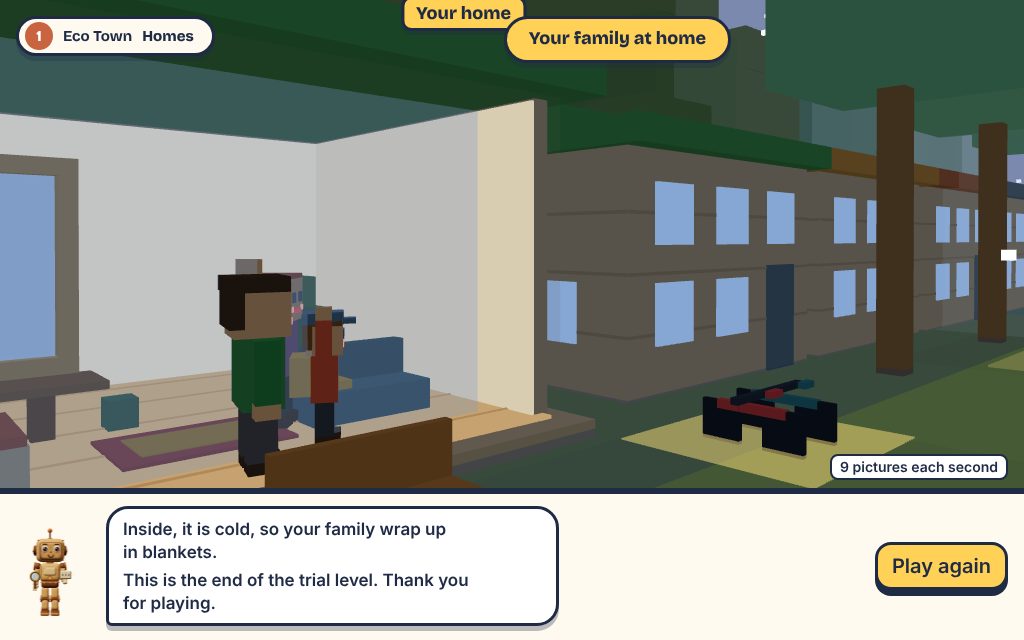 Your home
1 Eco Town Homes
Your family at home
9 pictures each second
Inside, it is cold, so your family wrap up
in blankets.
This is the end of the trial level. Thank you
for playing.
Play again